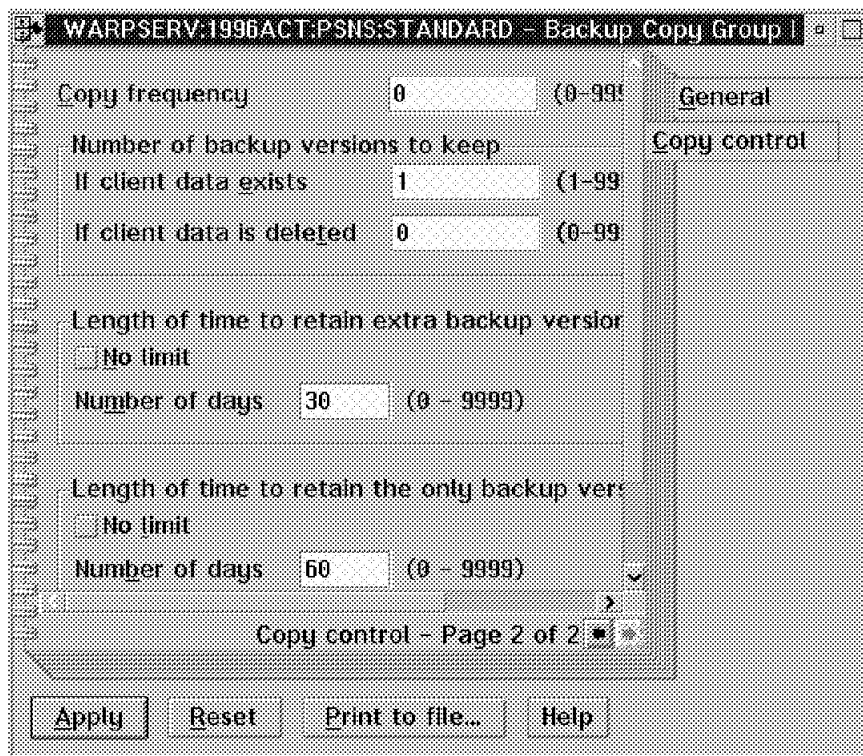 WARPSERV:1996ACT:PSNS:STANDARD - Backup Copy Group
Copy frequency 0 (0-999
General
Copy control
Number of backup versions to keep
If client data exists 1 (1-99
If client data is deleted 0 (0-99
Length of time to retain extra backup version
No limit
Number of days 30 (0 - 9999)
Length of time to retain the only backup vers
No limit
Number of days 60 (0 - 9999)
Copy control - Page 2 of 2
Apply Reset Print to file... Help